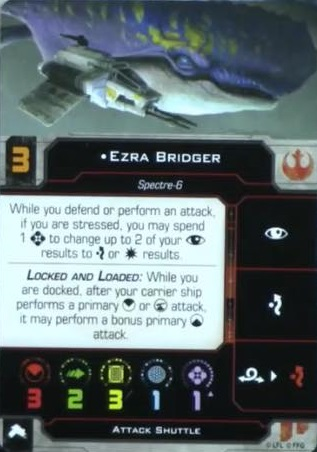 3
•EZRA BRIDGER
Spectre-6
While you defend or perform an attack,
if you are stressed, you may spend
1 to change up to 2 of your
results to or results.
LOCKED AND LOADED: While you
are docked, after your carrier ship
performs a primary or attack,
it may perform a bonus primary
attack.
3 2 3 1 1
ATTACK SHUTTLE
©LFL ©FFG